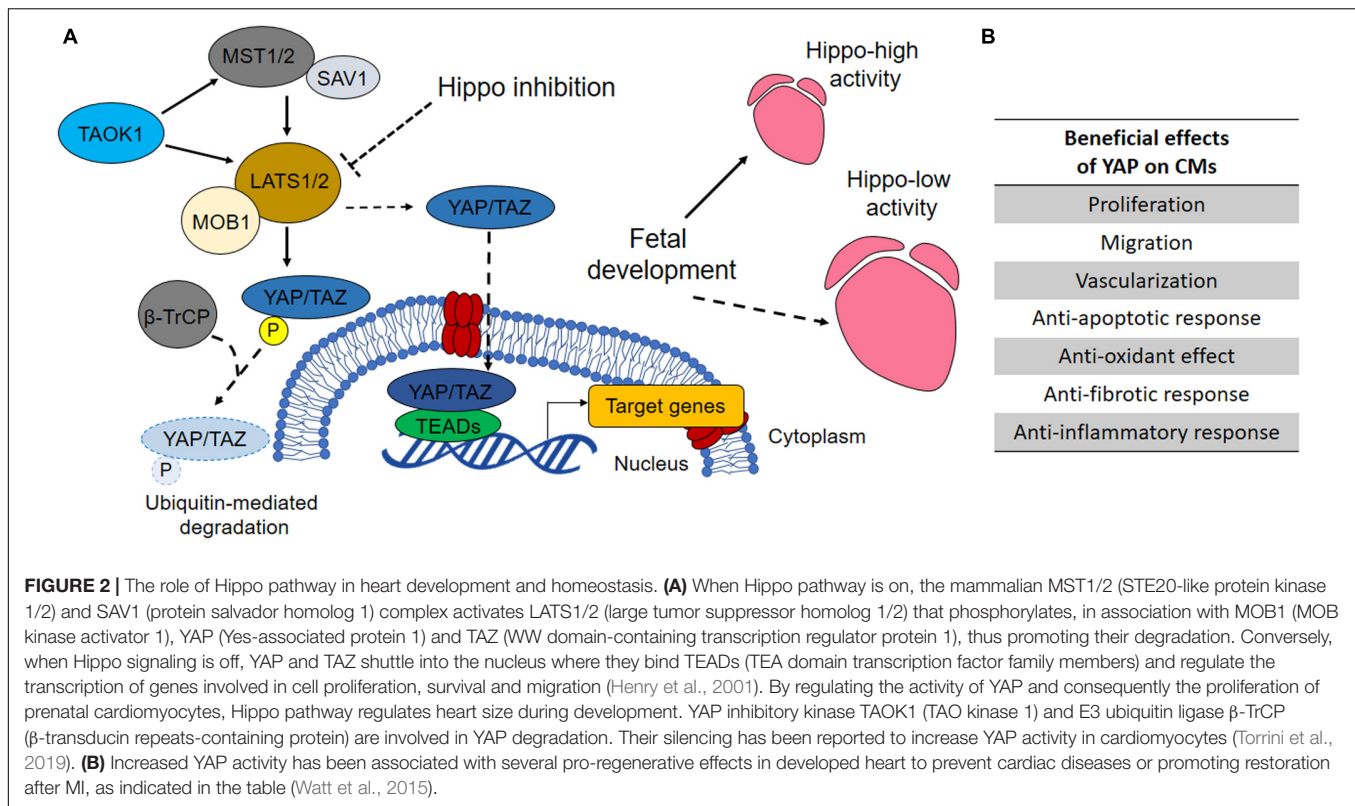 A
MST1/2
SAV1
TAOK1
Hippo inhibition
LATS1/2
MOB1
YAP/TAZ
YAP/TAZ
P
β-TrCP
YAP/TAZ
TEADs
Target genes
YAP/TAZ
P
Nucleus
Cytoplasm
Ubiquitin-mediated
degradation
Hippo-high
activity
Hippo-low
activity
Fetal
development
B
Beneficial effects
of YAP on CMs
Proliferation
Migration
Vascularization
Anti-apoptotic response
Anti-oxidant effect
Anti-fibrotic response
Anti-inflammatory response
FIGURE 2 | The role of Hippo pathway in heart development and homeostasis. (A) When Hippo pathway is on, the mammalian MST1/2 (STE20-like protein kinase
1/2) and SAV1 (protein salvador homolog 1) complex activates LATS1/2 (large tumor suppressor homolog 1/2) that phosphorylates, in association with MOB1 (MOB
kinase activator 1), YAP (Yes-associated protein 1) and TAZ (WW domain-containing transcription regulator protein 1), thus promoting their degradation. Conversely,
when Hippo signaling is off, YAP and TAZ shuttle into the nucleus where they bind TEADs (TEA domain transcription factor family members) and regulate the
transcription of genes involved in cell proliferation, survival and migration (Henry et al., 2001). By regulating the activity of YAP and consequently the proliferation of
prenatal cardiomyocytes, Hippo pathway regulates heart size during development. YAP inhibitory kinase TAOK1 (TAO kinase 1) and E3 ubiquitin ligase β-TrCP
(β-transducin repeats-containing protein) are involved in YAP degradation. Their silencing has been reported to increase YAP activity in cardiomyocytes (Torrini et al.,
2019). (B) Increased YAP activity has been associated with several pro-regenerative effects in developed heart to prevent cardiac diseases or promoting restoration
after MI, as indicated in the table (Watt et al., 2015).